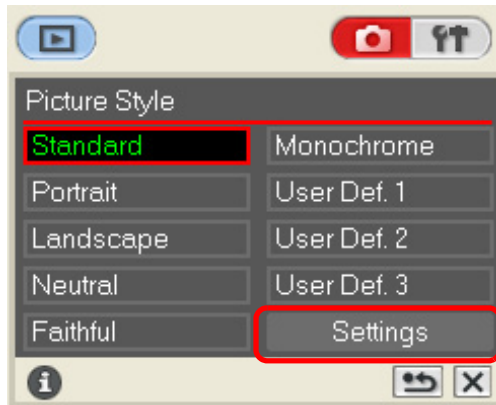 Picture Style
Standard
Monochrome
Portrait
User Def. 1
Landscape
User Def. 2
Neutral
User Def. 3
Faithful
Settings